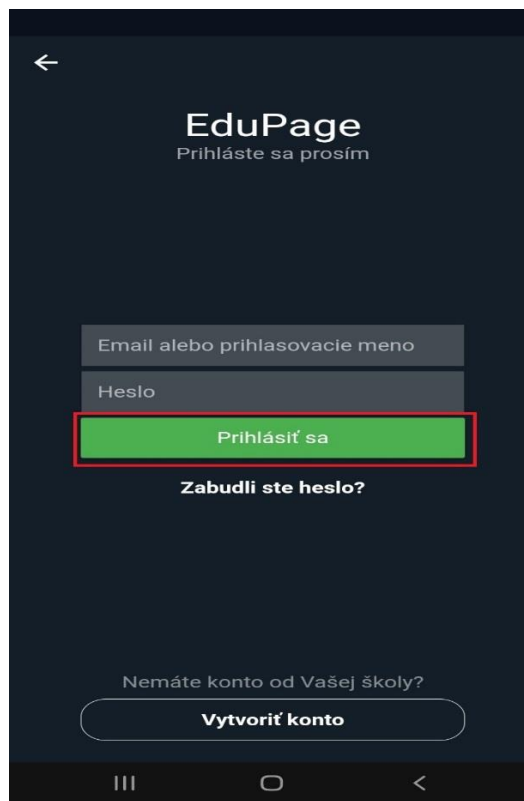 EduPage
Prihláste sa prosím
Email alebo prihlasovacie meno
Heslo
Prihlásiť sa
Zabudli ste heslo?
Nemáte konto od Vašej školy?
Vytvoriť konto